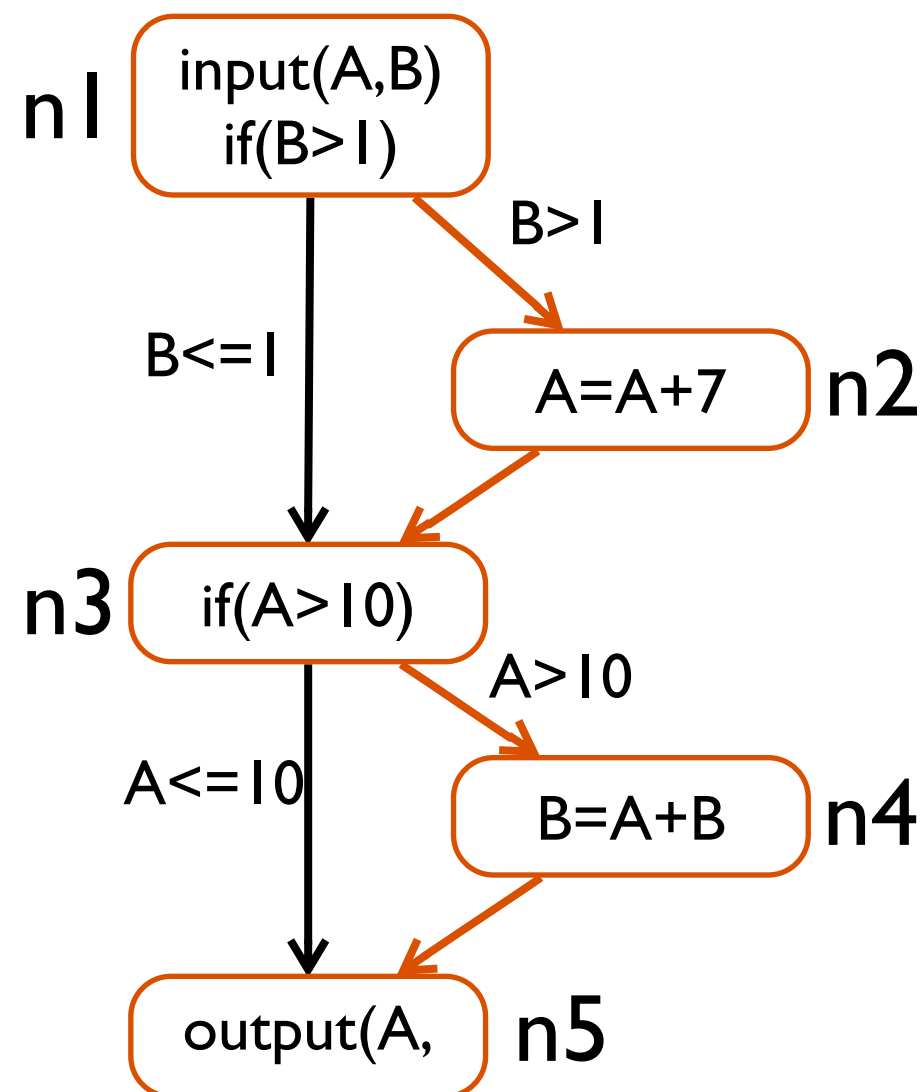 n1
input(A,B)
if(B>1)
B>1
B<=1
A=A+7
n2
n3
if(A>10)
A>10
A<=10
B=A+B
n4
output(A,
n5